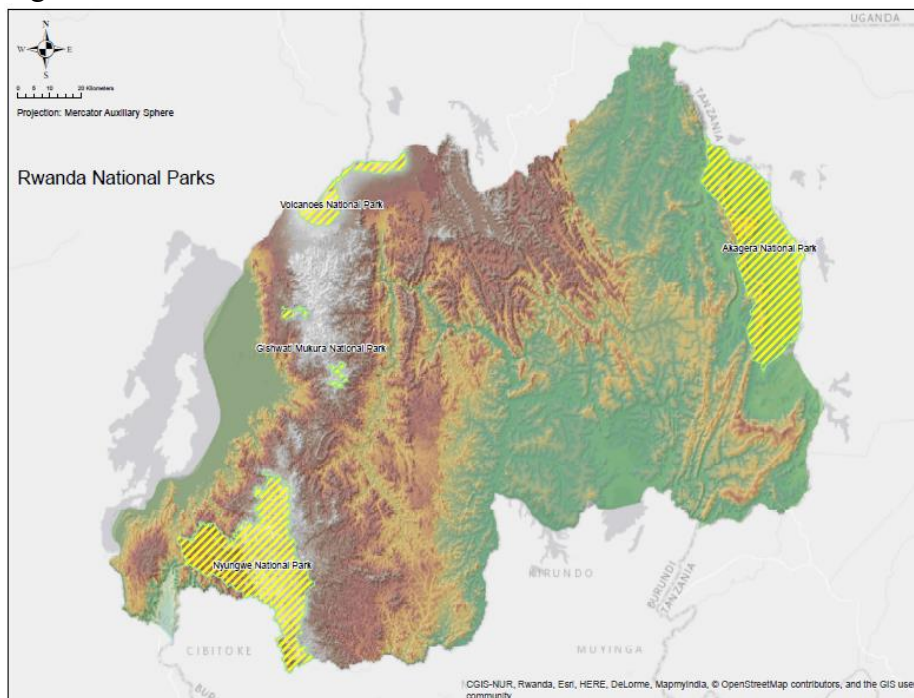 UGANDA
N
W E
S
0 5 10 20 Kilometers
Projection: Mercator Auxiliary Sphere
TANZANIA
Rwanda National Parks
Volcanoes National Park
Akagera National Park
Gishwati Mukura National Park
Nyungwe National Park
KIRUNDO
BURUNDI
TANZANIA
CIBITOKE
MUYINGA
CGIS-NUR, Rwanda, Esri, HERE, DeLorme, MapmyIndia, © OpenStreetMap contributors, and the GIS use
community